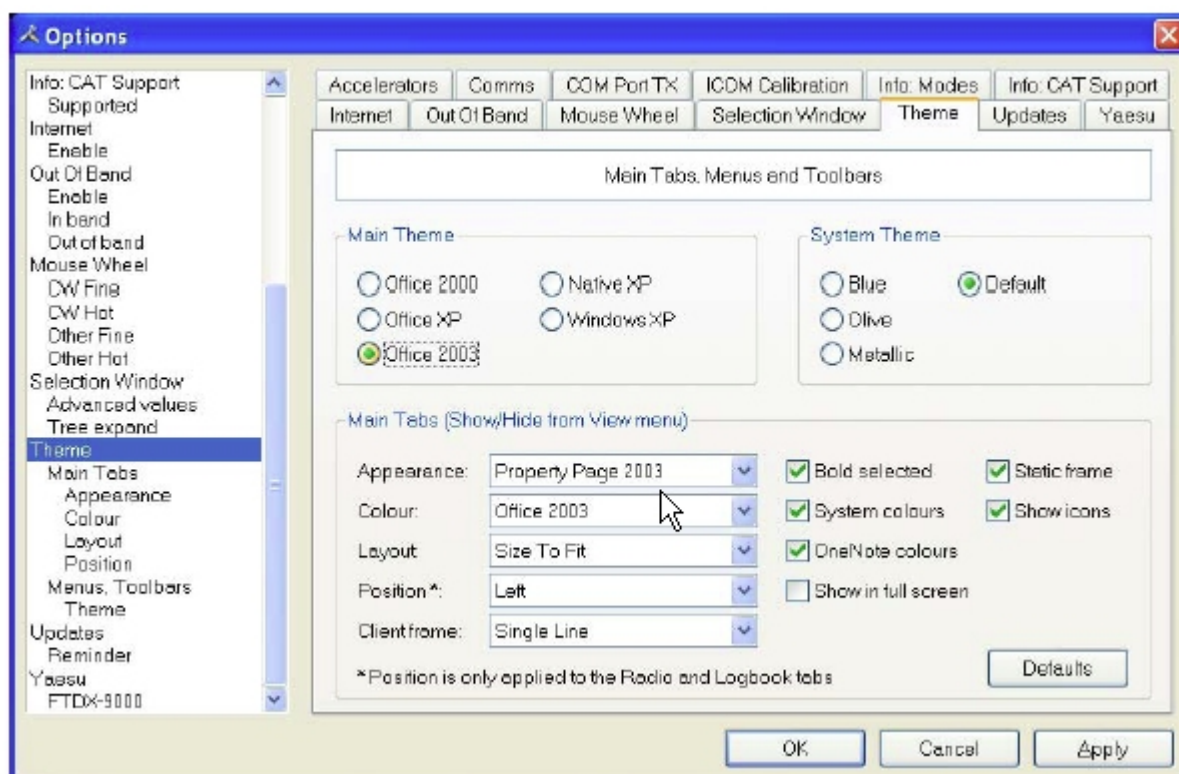 Options
Info: CAT Support
Supported
Internet
Enable
Out Of Band
Enable
In band
Out of band
Mouse Wheel
CW Fine
CW Hot
Other Fine
Other Hot
Selection Window
Advanced values
Tree expand
Theme
Main Tabs
Appearance
Colour
Layout
Position
Menus, Toolbars
Theme
Updates
Reminder
Yaesu
FTDX-9000
Accelerators Comms COM Port TX ICOM Calibration Info: Modes Info: CAT Support
Internet Out Of Band Mouse Wheel Selection Window Theme Updates Yaesu
Main Tabs, Menus and Toolbars
Main Theme
Office 2000 Native XP
Office XP Windows XP
Office 2003
System Theme
Blue Default
Olive
Metallic
Main Tabs (Show/Hide from View menu)
Appearance: Property Page 2003 Bold selected Static frame
Colour: Office 2003 System colours Show icons
Layout Size To Fit OneNote colours
Position*: Left Show in full screen
Client frame: Single Line
*Position is only applied to the Radio and Logbook tabs
Defaults
OK Cancel Apply